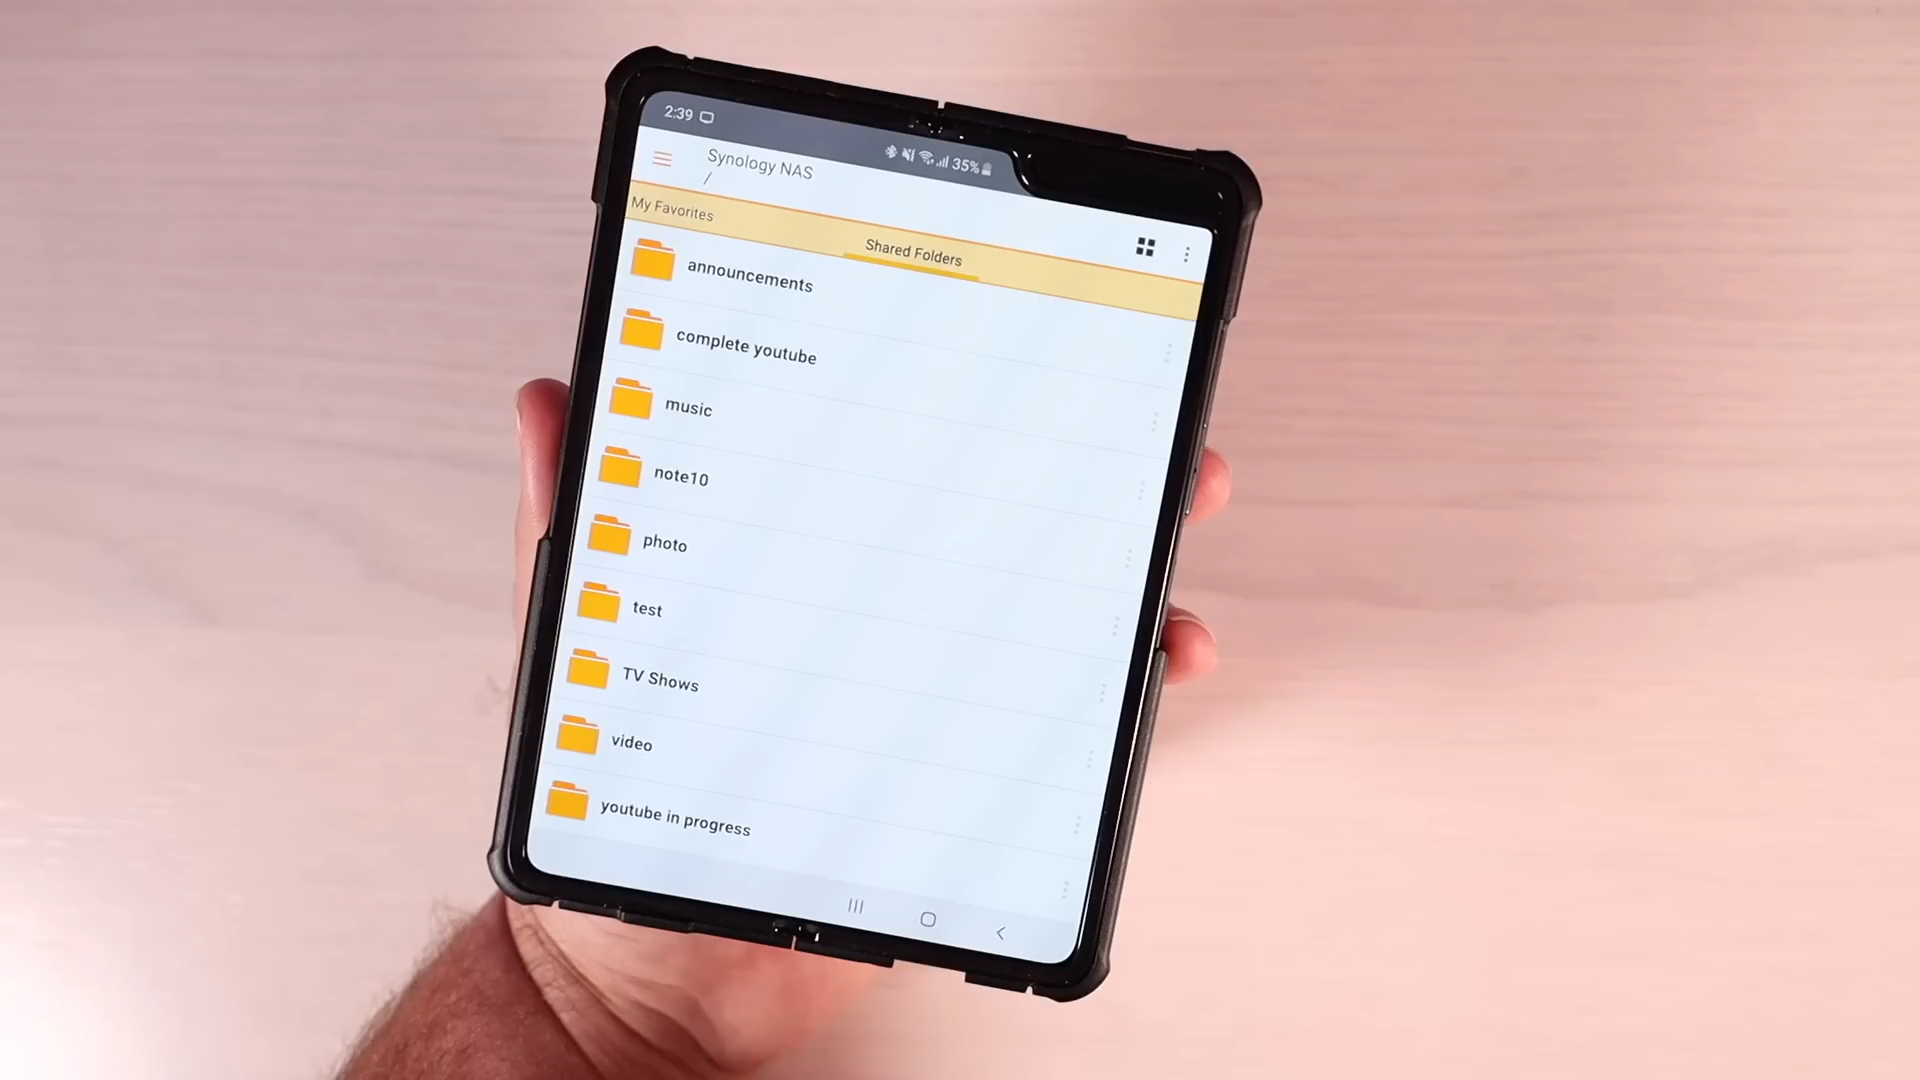 2:39
35%
Synology NAS
/
My Favorites
Shared Folders
announcements
complete youtube
music
note10
photo
test
TV Shows
video
youtube in progress